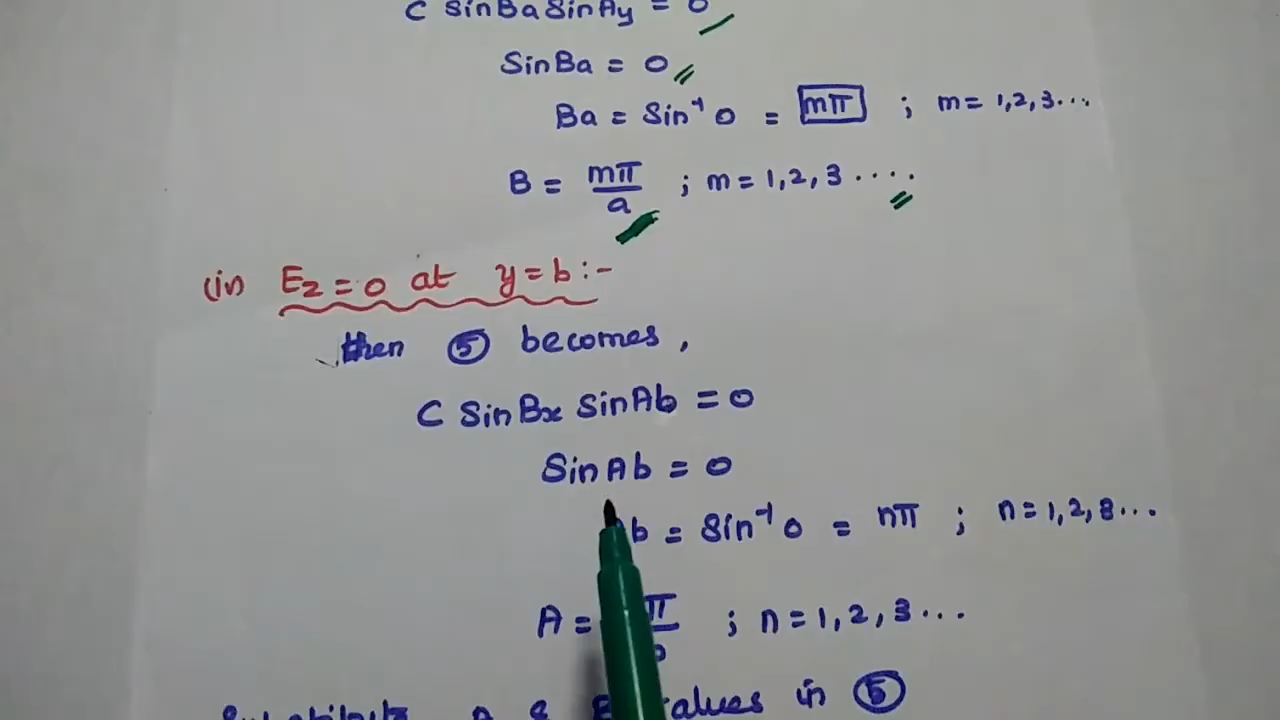 C SinBa SinAy = 0
SinBa = 0
Ba = Sin⁻¹ 0 = mπ ; m = 1,2,3...
B = mπ/a ; m = 1,2,3 ....
Ez = 0 at y = b :-
then ⑤ becomes,
C SinBx SinAb = 0
SinAb = 0
b = Sin⁻¹ 0 = nπ ; n = 1,2,3...
A = π ; n = 1,2,3...
values in ⑤